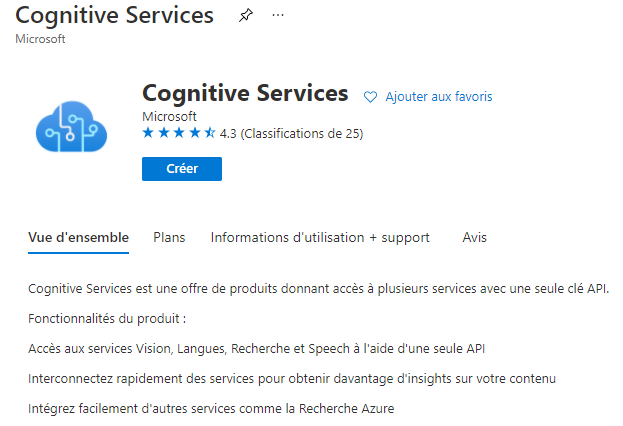 Cognitive Services
Microsoft
Cognitive Services
Ajouter aux favoris
Microsoft
4.3 (Classifications de 25)
Créer
Vue d'ensemble Plans Informations d'utilisation + support Avis
Cognitive Services est une offre de produits donnant accès à plusieurs services avec une seule clé API.
Fonctionnalités du produit :
Accès aux services Vision, Langues, Recherche et Speech à l'aide d'une seule API
Interconnectez rapidement des services pour obtenir davantage d'insights sur votre contenu
Intégrez facilement d'autres services comme la Recherche Azure